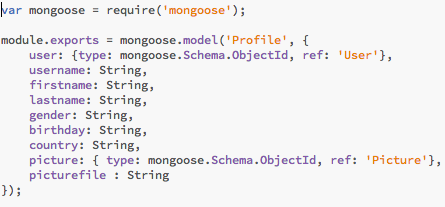 var mongoose = require('mongoose');

module.exports = mongoose.model('Profile', {
    user: {type: mongoose.Schema.ObjectId, ref: 'User'},
    username: String,
    firstname: String,
    lastname: String,
    gender: String,
    birthday: String,
    country: String,
    picture: { type: mongoose.Schema.ObjectId, ref: 'Picture'},
    picturefile : String
});